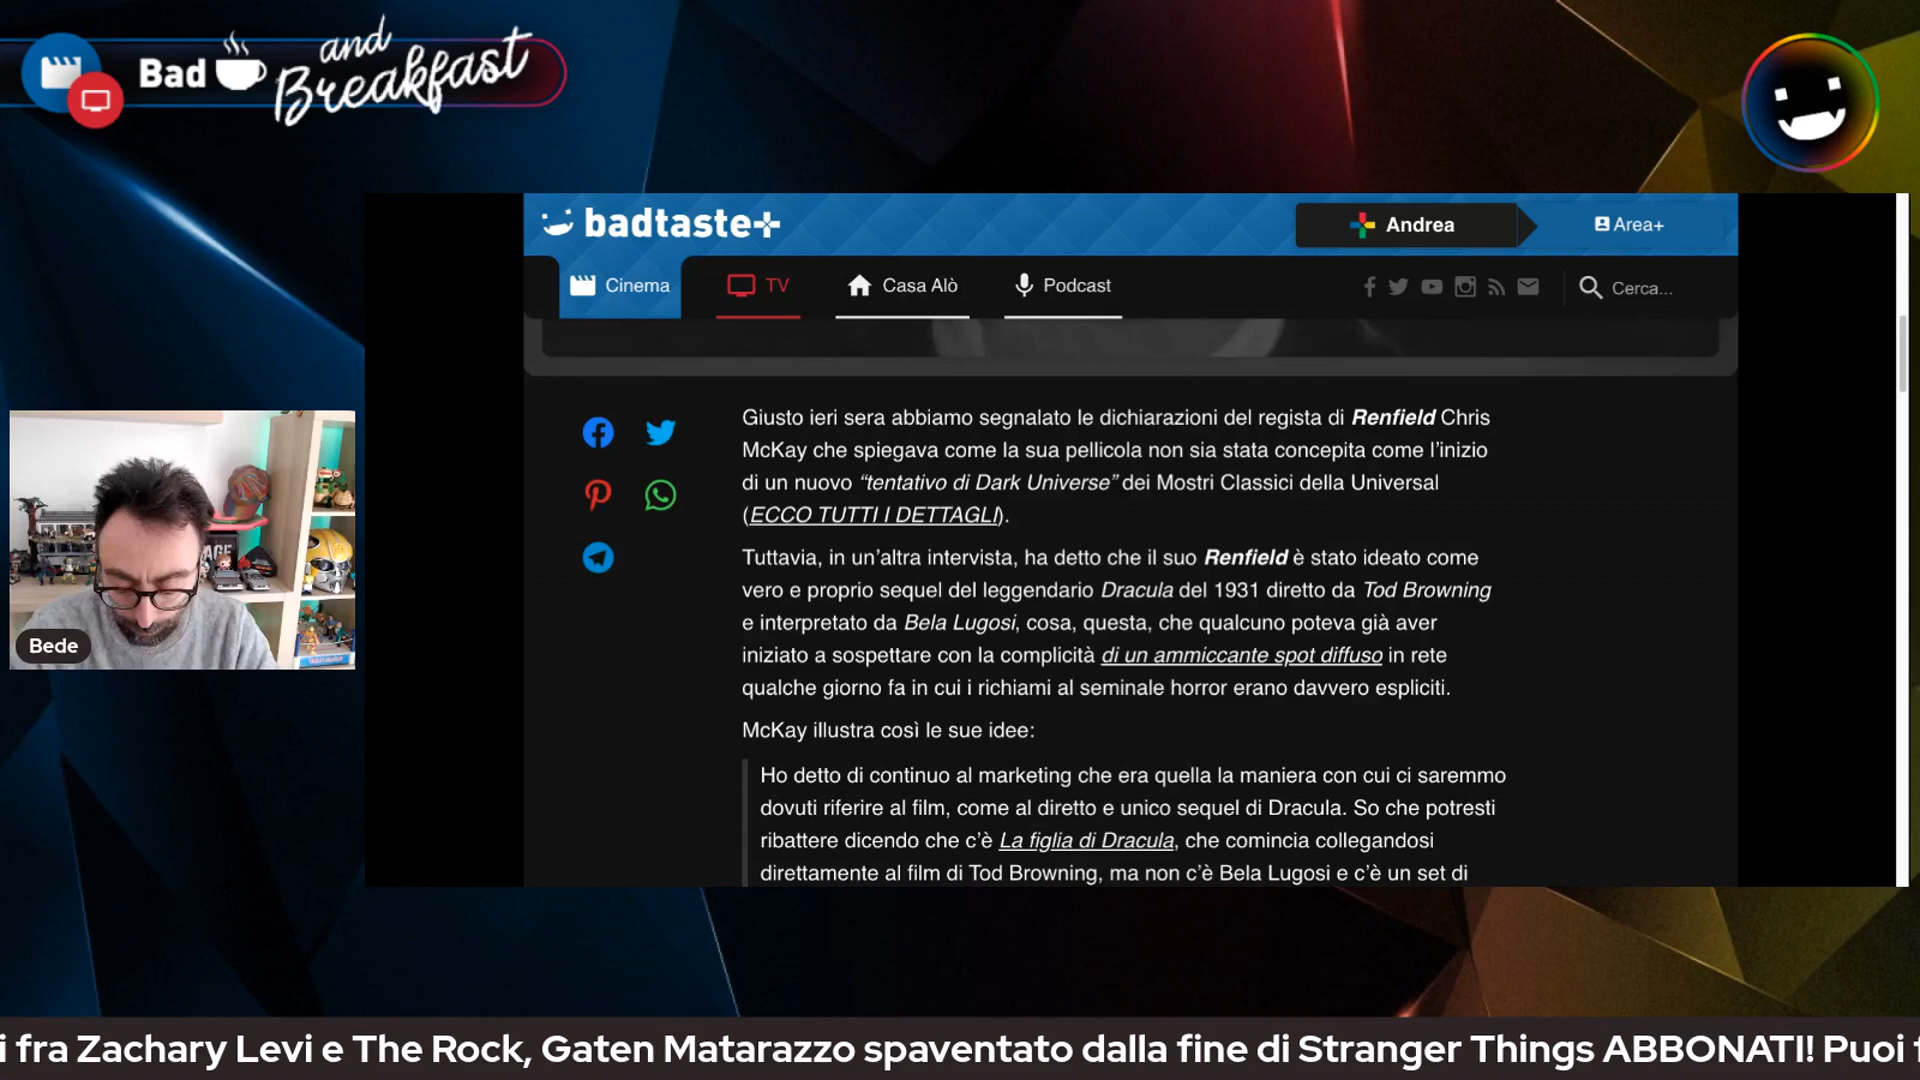 Bad and Breakfast
badtaste+
Andrea
Area+
Cinema
TV
Casa Alò
Podcast
Cerca...
Giusto ieri sera abbiamo segnalato le dichiarazioni del regista di Renfield Chris
McKay che spiegava come la sua pellicola non sia stata concepita come l’inizio
di un nuovo “tentativo di Dark Universe” dei Mostri Classici della Universal
(ECCO TUTTI I DETTAGLI).
Tuttavia, in un’altra intervista, ha detto che il suo Renfield è stato ideato come
vero e proprio sequel del leggendario Dracula del 1931 diretto da Tod Browning
e interpretato da Bela Lugosi, cosa, questa, che qualcuno poteva già aver
iniziato a sospettare con la complicità di un ammiccante spot diffuso in rete
qualche giorno fa in cui i richiami al seminale horror erano davvero espliciti.
McKay illustra così le sue idee:
Ho detto di continuo al marketing che era quella la maniera con cui ci saremmo
dovuti riferire al film, come al diretto e unico sequel di Dracula. So che potresti
ribattere dicendo che c’è La figlia di Dracula, che comincia collegandosi
direttamente al film di Tod Browning, ma non c’è Bela Lugosi e c’è un set di
Bede
i fra Zachary Levi e The Rock, Gaten Matarazzo spaventato dalla fine di Stranger Things ABBONATI! Puoi f